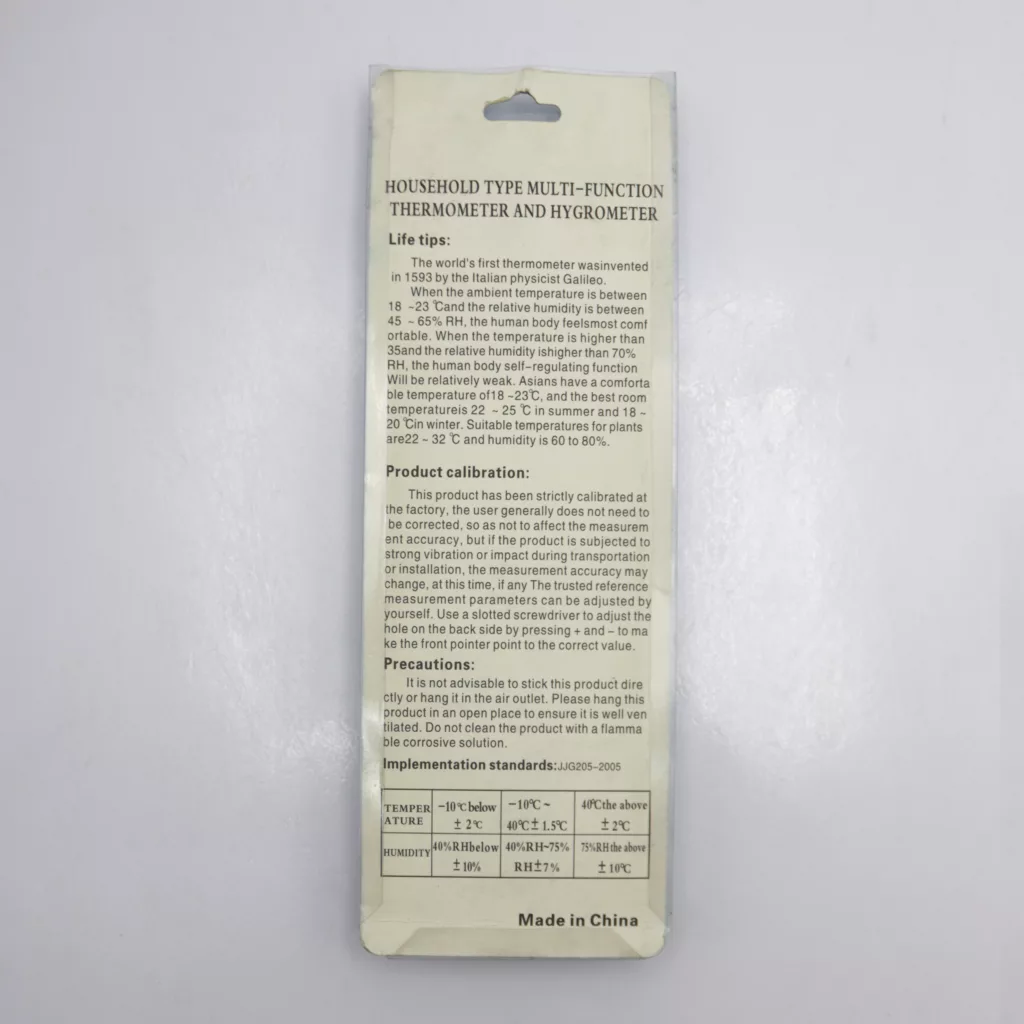 HOUSEHOLD TYPE MULTI-FUNCTION
THERMOMETER AND HYGROMETER
Life tips:
The world's first thermometer wasinvented
in 1593 by the Italian physicist Galileo.
When the ambient temperature is between
18 ~23 ℃and the relative humidity is between
45 ~ 65% RH, the human body feelsmost comf
ortable. When the temperature is higher than
35and the relative humidity ishigher than 70%
RH, the human body self-regulating function
Will be relatively weak. Asians have a comforta
ble temperature of18 ~23℃, and the best room
temperatureis 22 ~ 25 ℃ in summer and 18 ~
20 ℃in winter. Suitable temperatures for plants
are22 ~ 32 ℃ and humidity is 60 to 80%.
Product calibration:
This product has been strictly calibrated at
the factory, the user generally does not need to
be corrected, so as not to affect the measurem
ent accuracy, but if the product is subjected to
strong vibration or impact during transportation
or installation, the measurement accuracy may
change, at this time, if any The trusted reference
measurement parameters can be adjusted by
yourself. Use a slotted screwdriver to adjust the
hole on the back side by pressing + and - to ma
ke the front pointer point to the correct value.
Precautions:
It is not advisable to stick this product dire
ctly or hang it in the air outlet. Please hang this
product in an open place to ensure it is well ven
tilated. Do not clean the product with a flamma
ble corrosive solution.
Implementation standards:JJG205-2005
TEMPER
ATURE
-10℃ below
± 2℃
-10℃ ~
40℃± 1.5℃
40℃the above
± 2℃
HUMIDITY
40%RHbelow
±10%
40%RH~75%
RH±7%
75%RH the above
± 10℃
Made in China